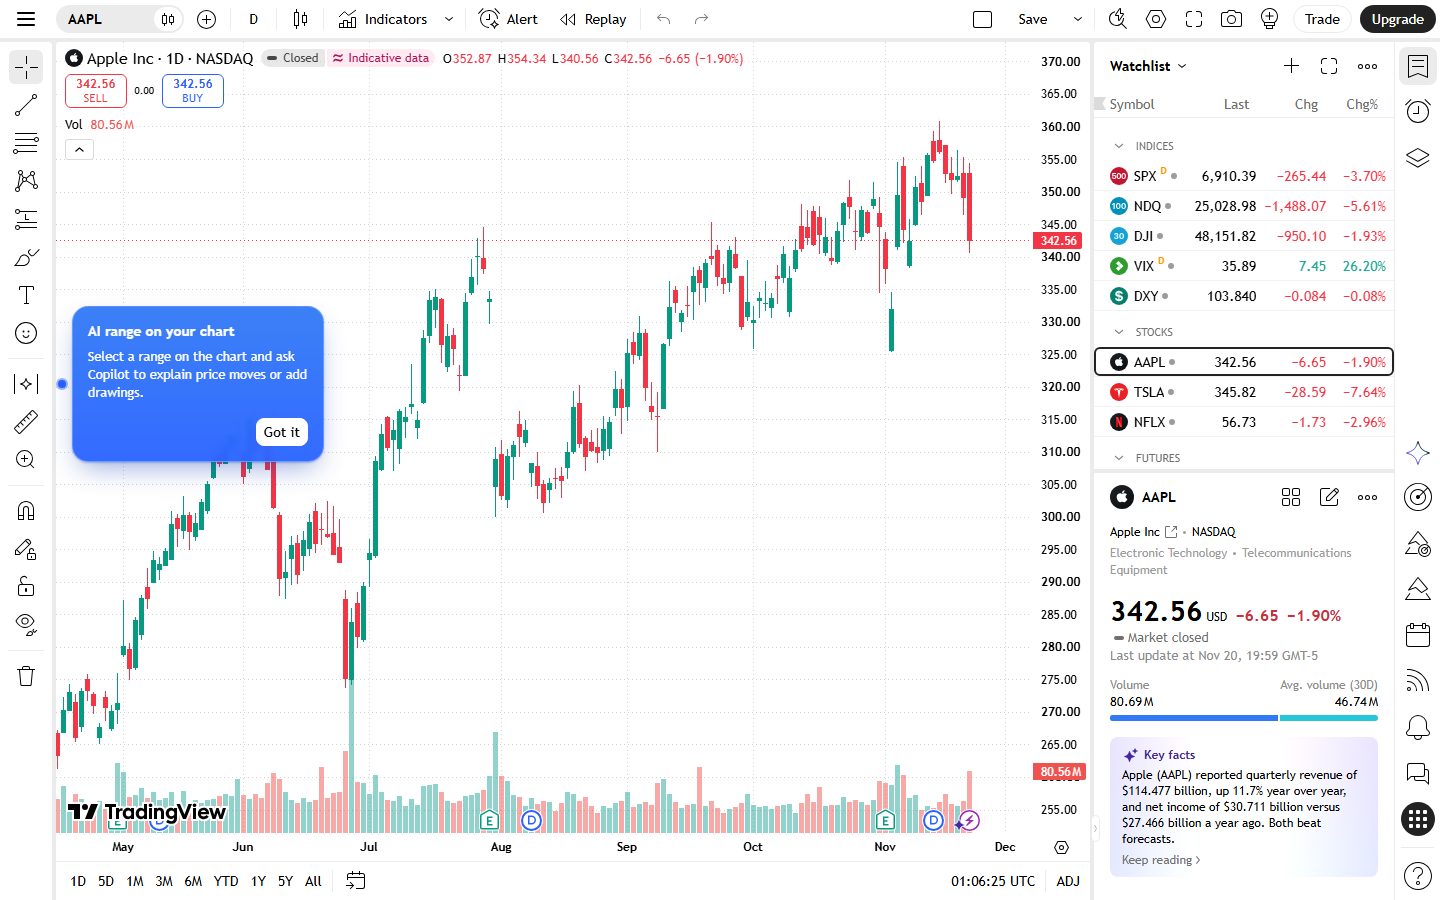 AAPL
D
Indicators
Alert
Replay
Save
Trade
Upgrade
Apple Inc · 1D · NASDAQ
Closed
Indicative data
O352.87 H354.34 L340.56 C342.56 −6.65 (−1.90%)
342.56
SELL
0.00
342.56
BUY
Vol 80.56 M
AI range on your chart
Select a range on the chart and ask
Copilot to explain price moves or add
drawings.
Got it
370.00
365.00
360.00
355.00
350.00
345.00
342.56
340.00
335.00
330.00
325.00
320.00
315.00
310.00
305.00
300.00
295.00
290.00
285.00
280.00
275.00
270.00
265.00
80.56 M
255.00
TradingView
E
D
E
D
E
D
May Jun Jul Aug Sep Oct Nov Dec
1D 5D 1M 3M 6M YTD 1Y 5Y All
01:06:25 UTC
ADJ
Watchlist
Symbol Last Chg Chg%
INDICES
500 SPX D 6,910.39 −265.44 −3.70%
100 NDQ 25,028.98 −1,488.07 −5.61%
30 DJI 48,151.82 −950.10 −1.93%
VIX D 35.89 7.45 26.20%
$ DXY 103.840 −0.084 −0.08%
STOCKS
AAPL 342.56 −6.65 −1.90%
TSLA 345.82 −28.59 −7.64%
NFLX 56.73 −1.73 −2.96%
FUTURES
AAPL
Apple Inc • NASDAQ
Electronic Technology • Telecommunications
Equipment
342.56 USD −6.65 −1.90%
Market closed
Last update at Nov 20, 19:59 GMT-5
Volume Avg. volume (30D)
80.69 M 46.74 M
Key facts
Apple (AAPL) reported quarterly revenue of
$114.477 billion, up 11.7% year over year,
and net income of $30.711 billion versus
$27.466 billion a year ago. Both beat
forecasts.
Keep reading